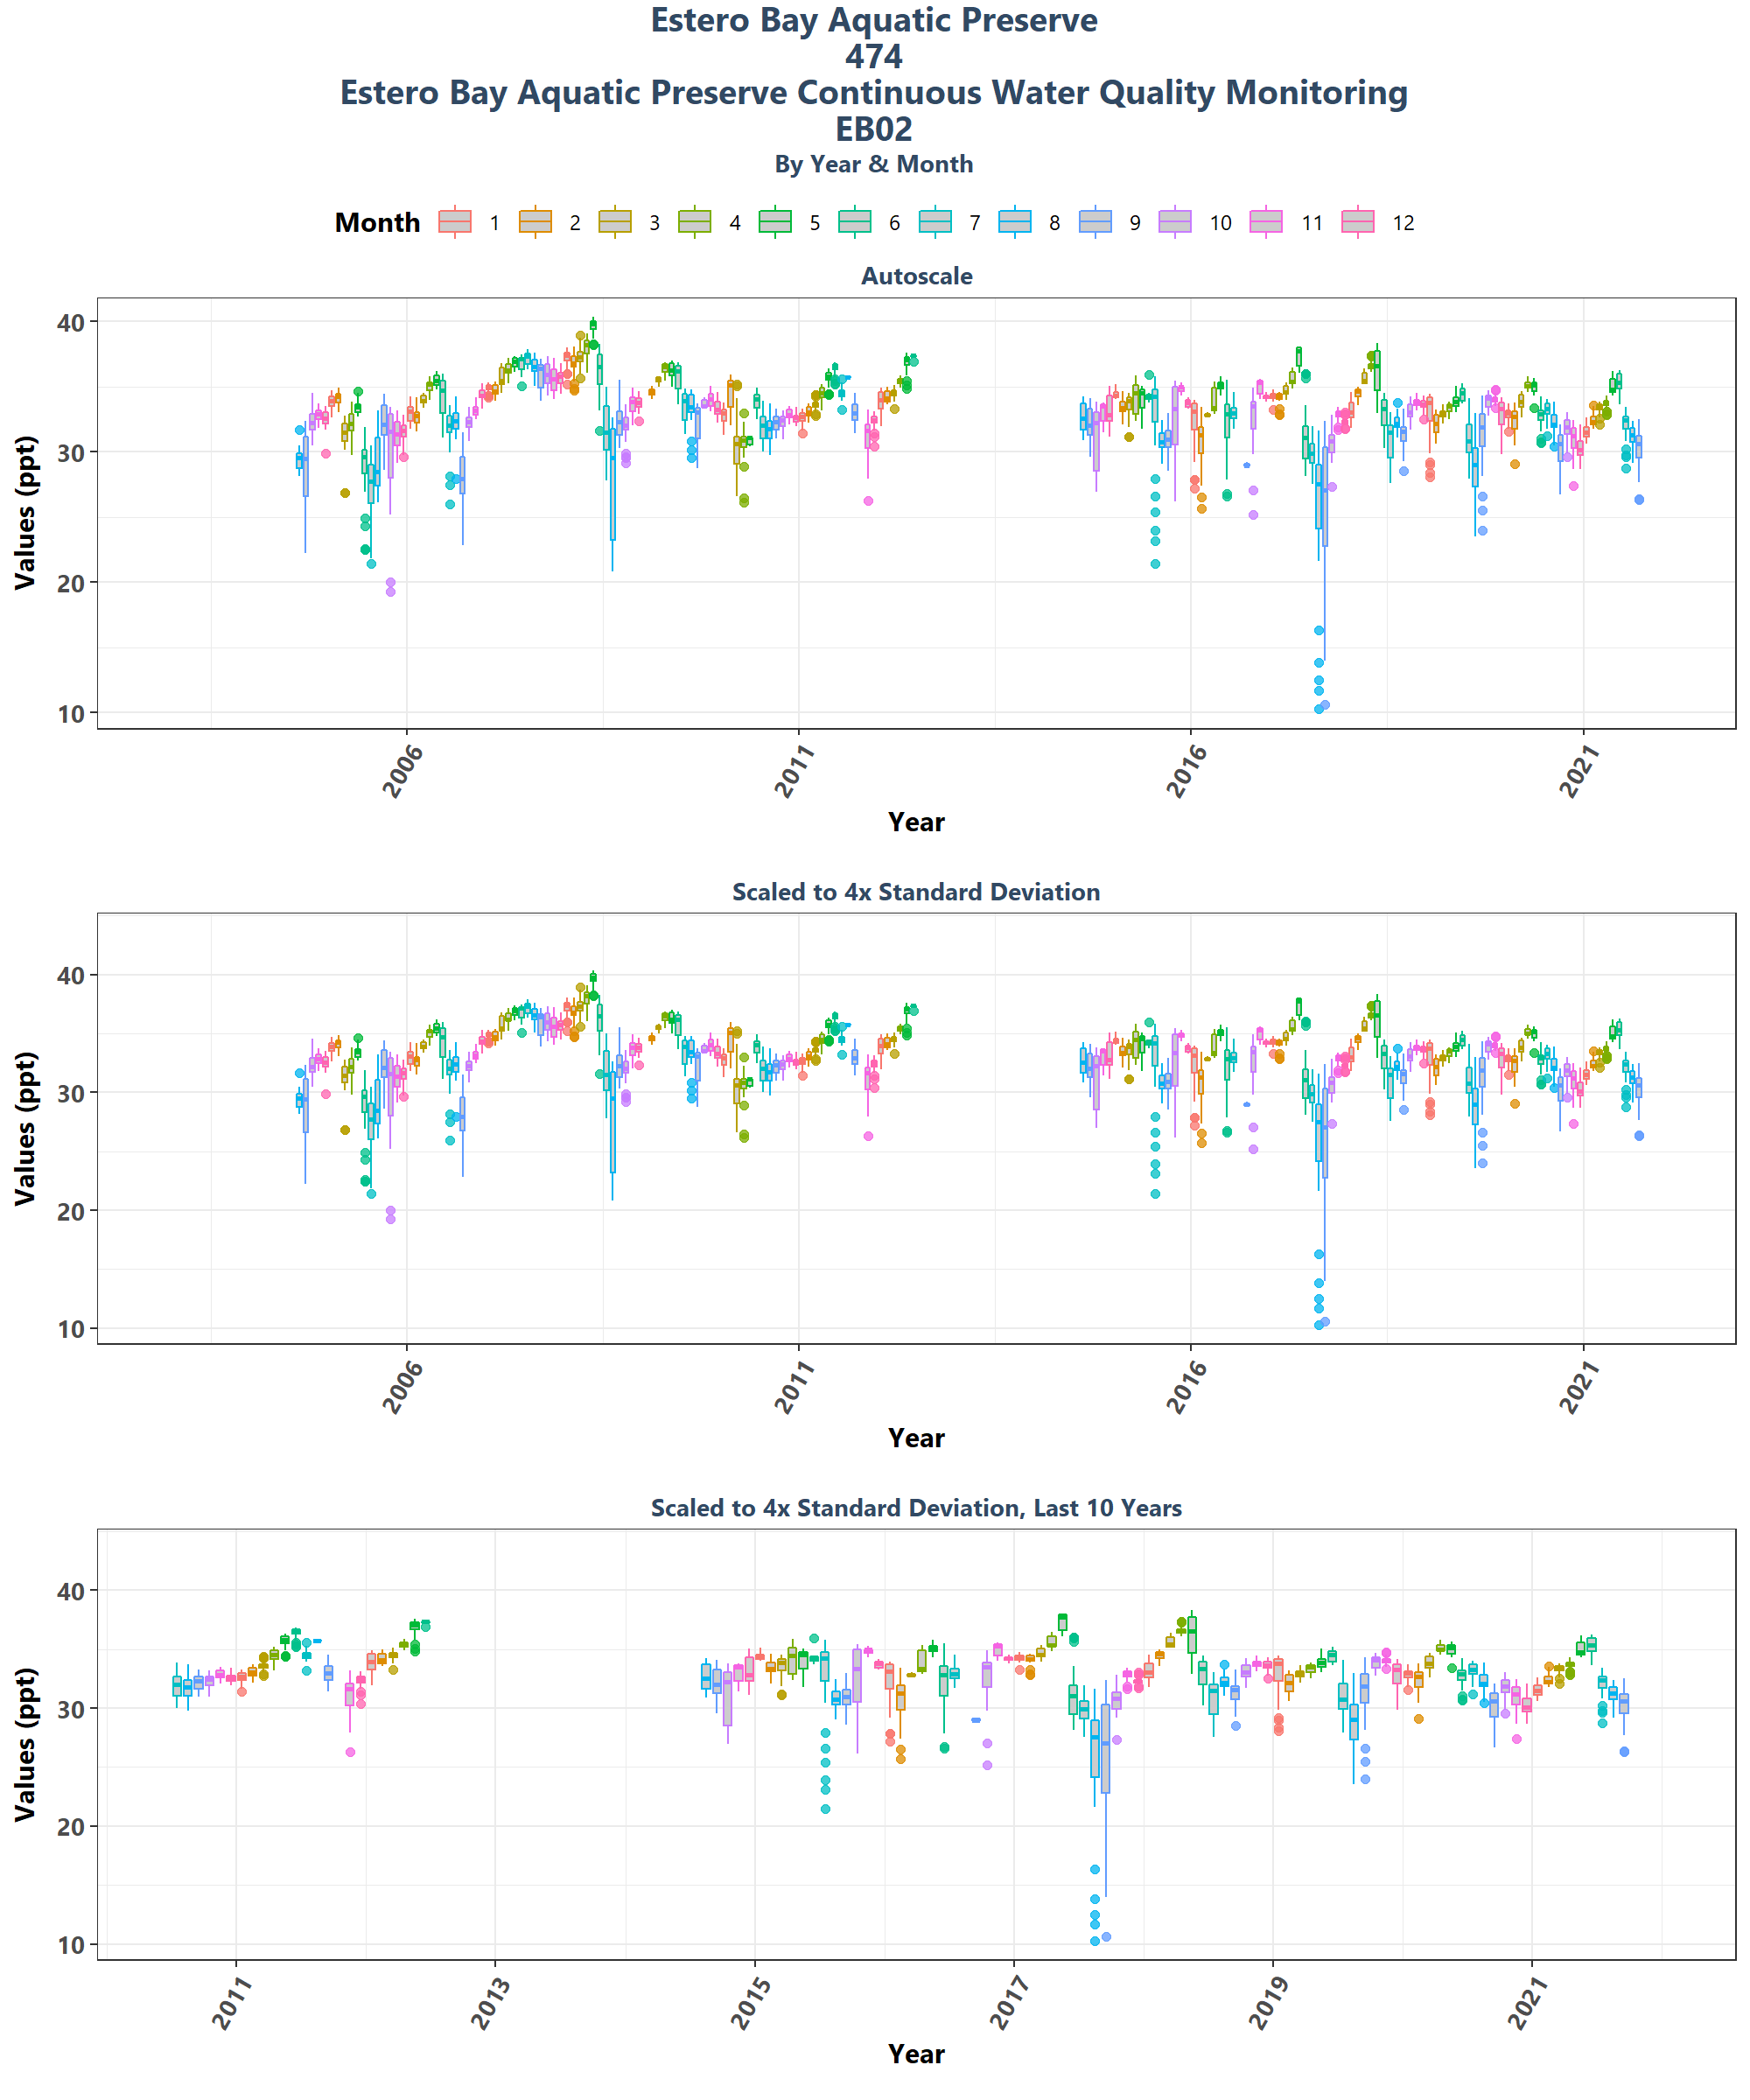 Estero Bay Aquatic Preserve
474
Estero Bay Aquatic Preserve Continuous Water Quality Monitoring
EB02
By Year & Month
Month 1 2 3 4 5 6 7 8 9 10 11 12
Autoscale
Values (ppt)
40
30
20
10
2006 2011 2016 2021
Year
Scaled to 4x Standard Deviation
Values (ppt)
40
30
20
10
2006 2011 2016 2021
Year
Scaled to 4x Standard Deviation, Last 10 Years
Values (ppt)
40
30
20
10
2011 2013 2015 2017 2019 2021
Year